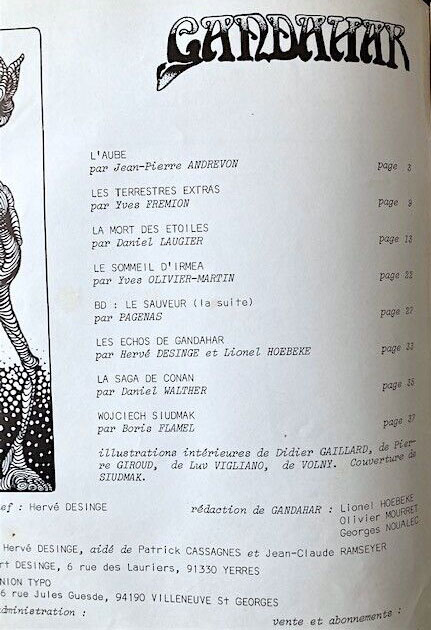 GANDAHAR
L'AUBE
par Jean-Pierre ANDREVON page 3
LES TERRESTRES EXTRAS
par Yves FREMION page 9
LA MORT DES ETOILES
par Daniel LAUGIER page 13
LE SOMMEIL D'IRMEA
par Yves OLIVIER-MARTIN page 22
BD : LE SAUVEUR (la suite)
par PAGENAS page 27
LES ECHOS DE GANDAHAR
par Hervé DESINGE et Lionel HOEBEKE page 33
LA SAGA DE CONAN
par Daniel WALTHER page 35
WOJCIECH SIUDMAK
par Boris FLAMEL page 37
illustrations intérieures de Didier GAILLARD, de Pier-
re GIROUD, de Luv VIGLIANO, de VOLNY. Couverture de
SIUDMAK.
ef : Hervé DESINGE rédaction de GANDAHAR : Lionel HOEBEKE
Olivier MOURRET
Georges NOUALEC
Hervé DESINGE, aidé de Patrick CASSAGNES et Jean-Claude RAMSEYER
rt DESINGE, 6 rue des Lauriers, 91330 YERRES
NION TYPO
6 rue Jules Guesde, 94190 VILLENEUVE St GEORGES
administration : vente et abonnements :